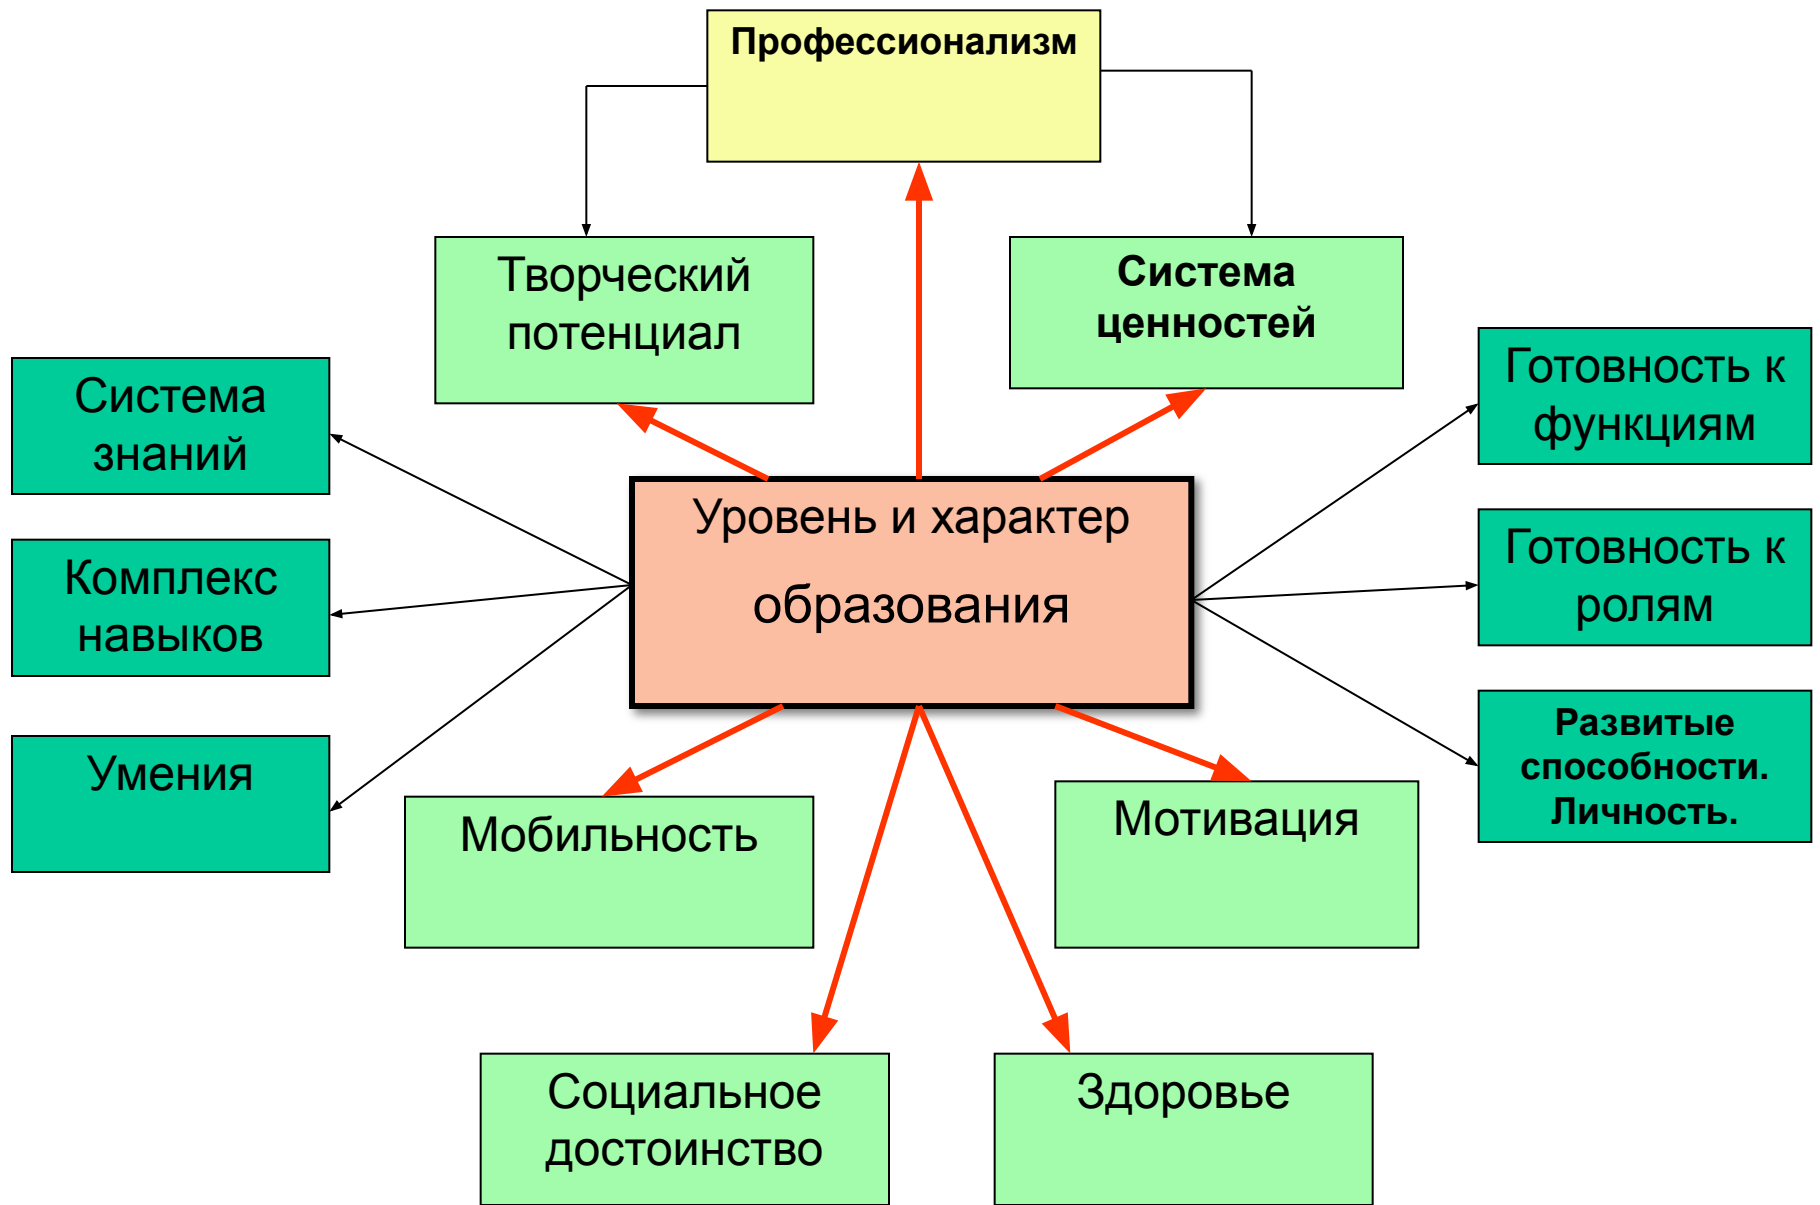 Профессионализм
Творческий
потенциал
Система
ценностей
Система
знаний
Готовность к
функциям
Уровень и характер
образования
Комплекс
навыков
Готовность к
ролям
Умения
Развитые
способности.
Личность.
Мобильность
Мотивация
Социальное
достоинство
Здоровье